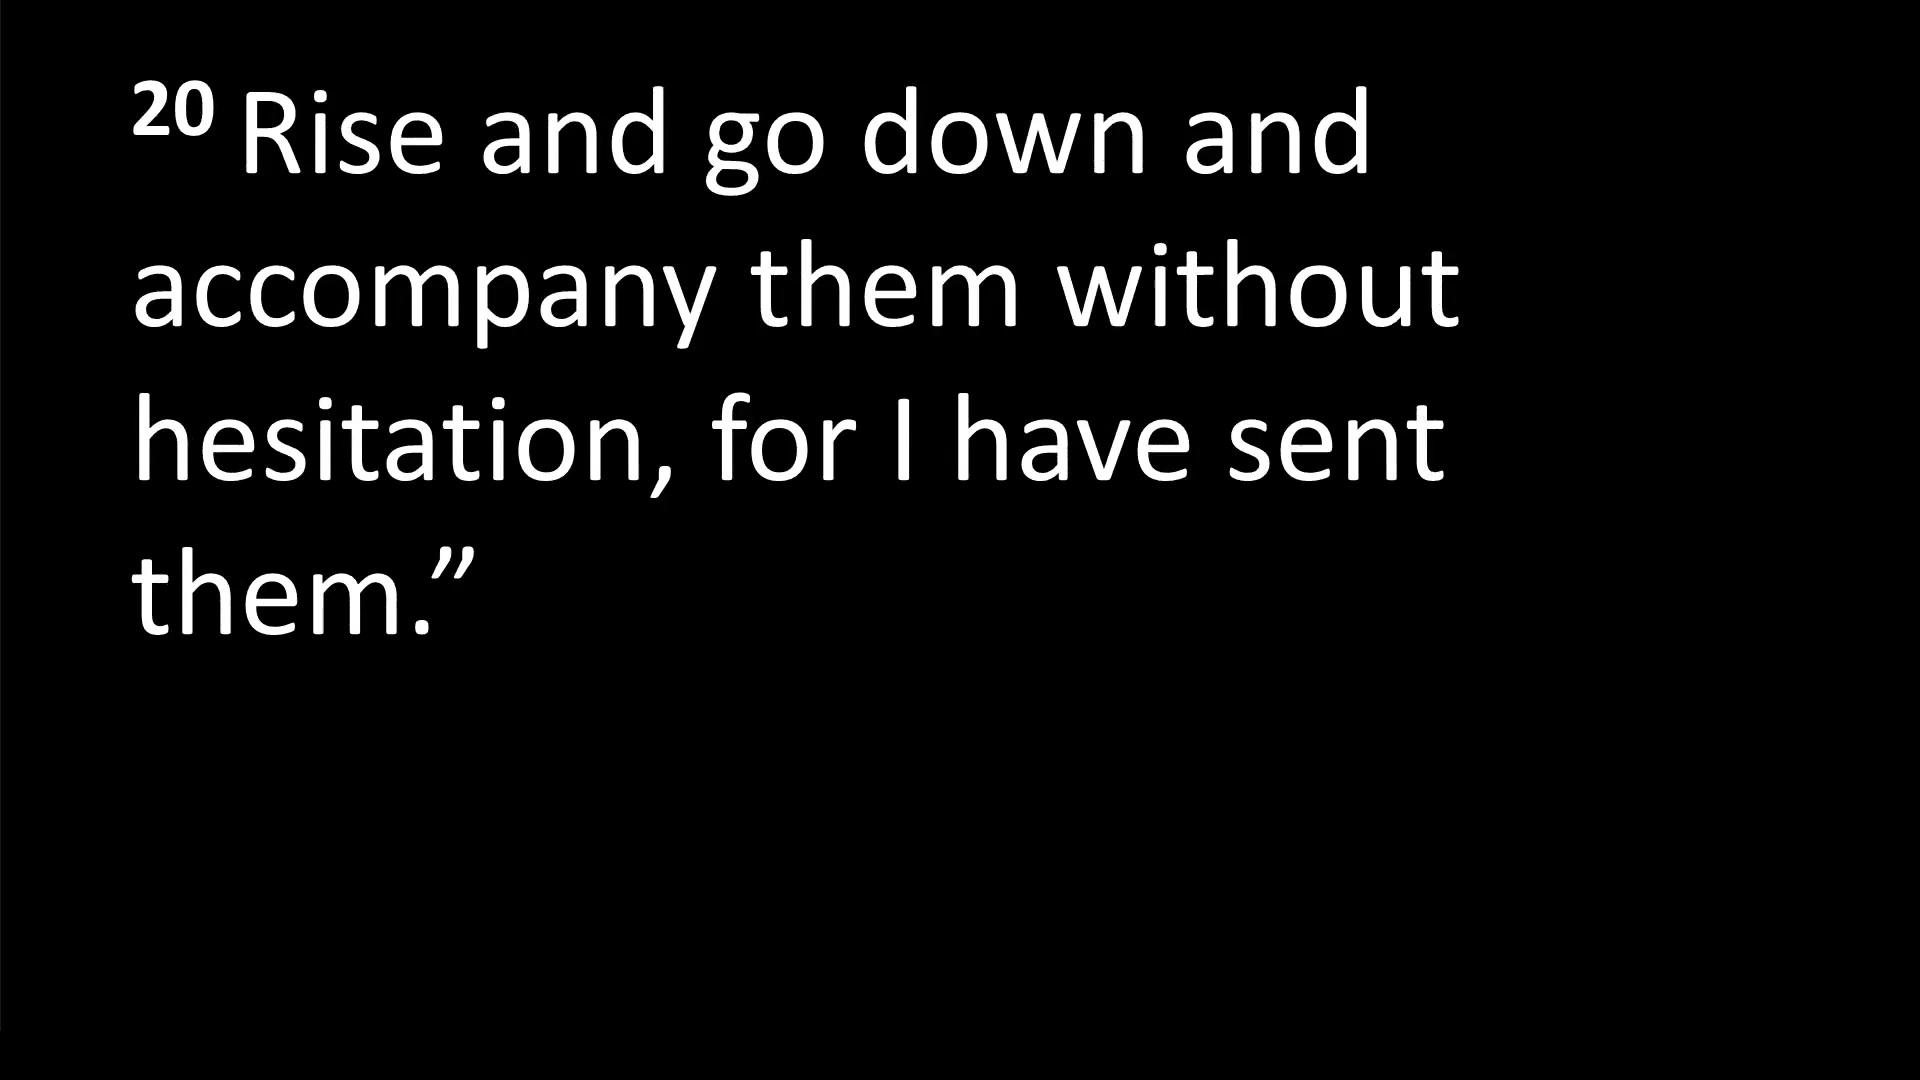 20 Rise and go down and
accompany them without
hesitation, for I have sent
them.”